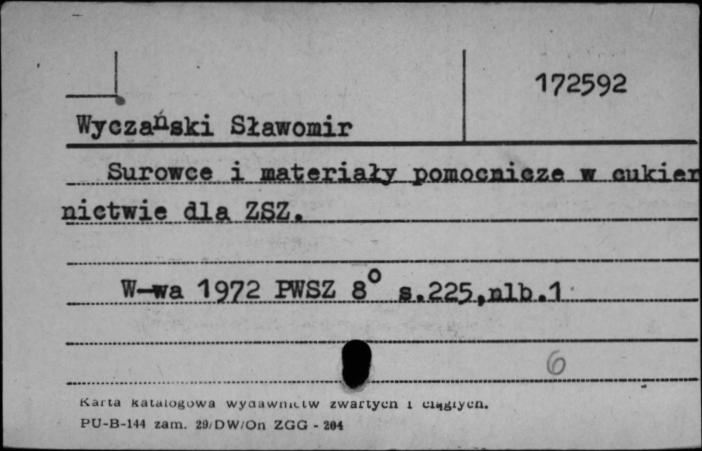 172592
Wyczański Sławomir
Surowce i materiały pomocnicze w cukier
nictwie dla ZSZ.
W-wa 1972 PWSZ 8° s.225,nlb.1
6
Karta katalogowa wydawnictw zwartych i ciągłych.
PU-B-144 zam. 29/DW/On ZGG - 204